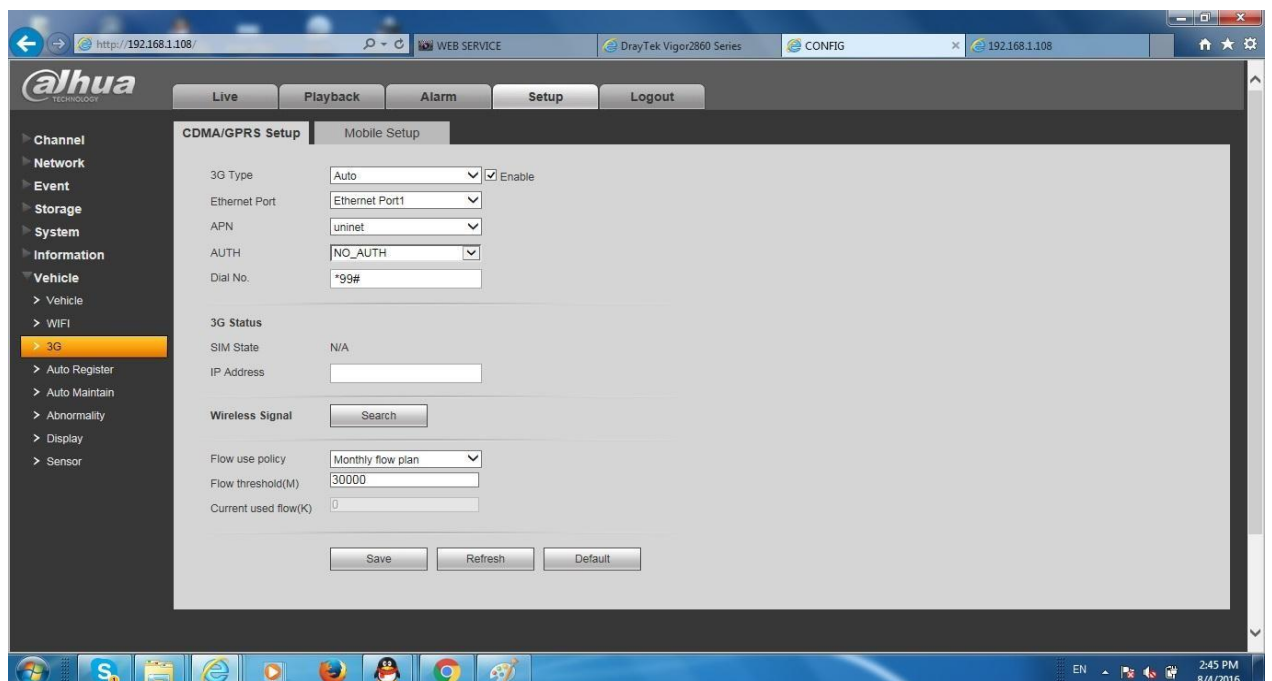 http://192.168.1.108/
WEB SERVICE
DrayTek Vigor2860 Series
CONFIG
192.168.1.108
alhua
TECHNOLOGY
Live
Playback
Alarm
Setup
Logout
Channel
Network
Event
Storage
System
Information
Vehicle
> Vehicle
> WIFI
> 3G
> Auto Register
> Auto Maintain
> Abnormality
> Display
> Sensor
CDMA/GPRS Setup
Mobile Setup
3G Type Auto Enable
Ethernet Port Ethernet Port1
APN uninet
AUTH NO_AUTH
Dial No. *99#
3G Status
SIM State N/A
IP Address
Wireless Signal Search
Flow use policy Monthly flow plan
Flow threshold(M) 30000
Current used flow(K) 0
Save Refresh Default
EN
2:45 PM
8/4/2016